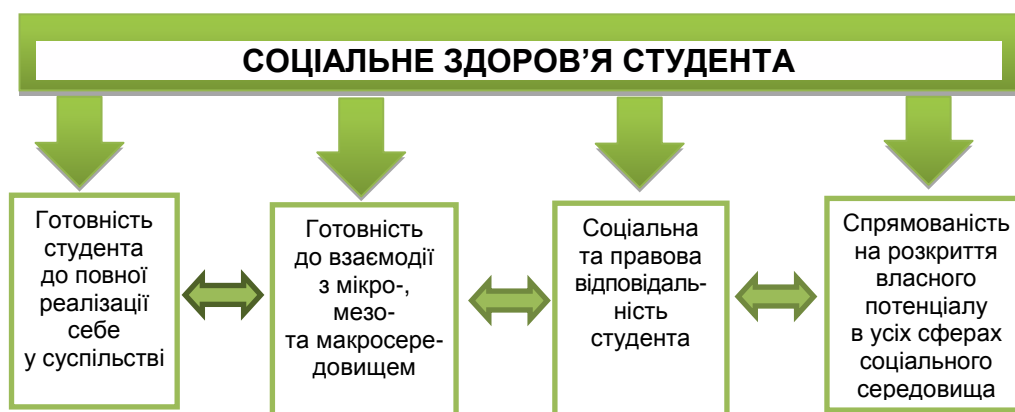 СОЦІАЛЬНЕ ЗДОРОВ’Я СТУДЕНТА
Готовність
студента
до повної
реалізації
себе
у суспільстві
Готовність
до взаємодії
з мікро-,
мезо-
та макросере-
довищем
Соціальна
та правова
відповідаль-
ність
студента
Спрямованість
на розкриття
власного
потенціалу
в усіх сферах
соціального
середовища